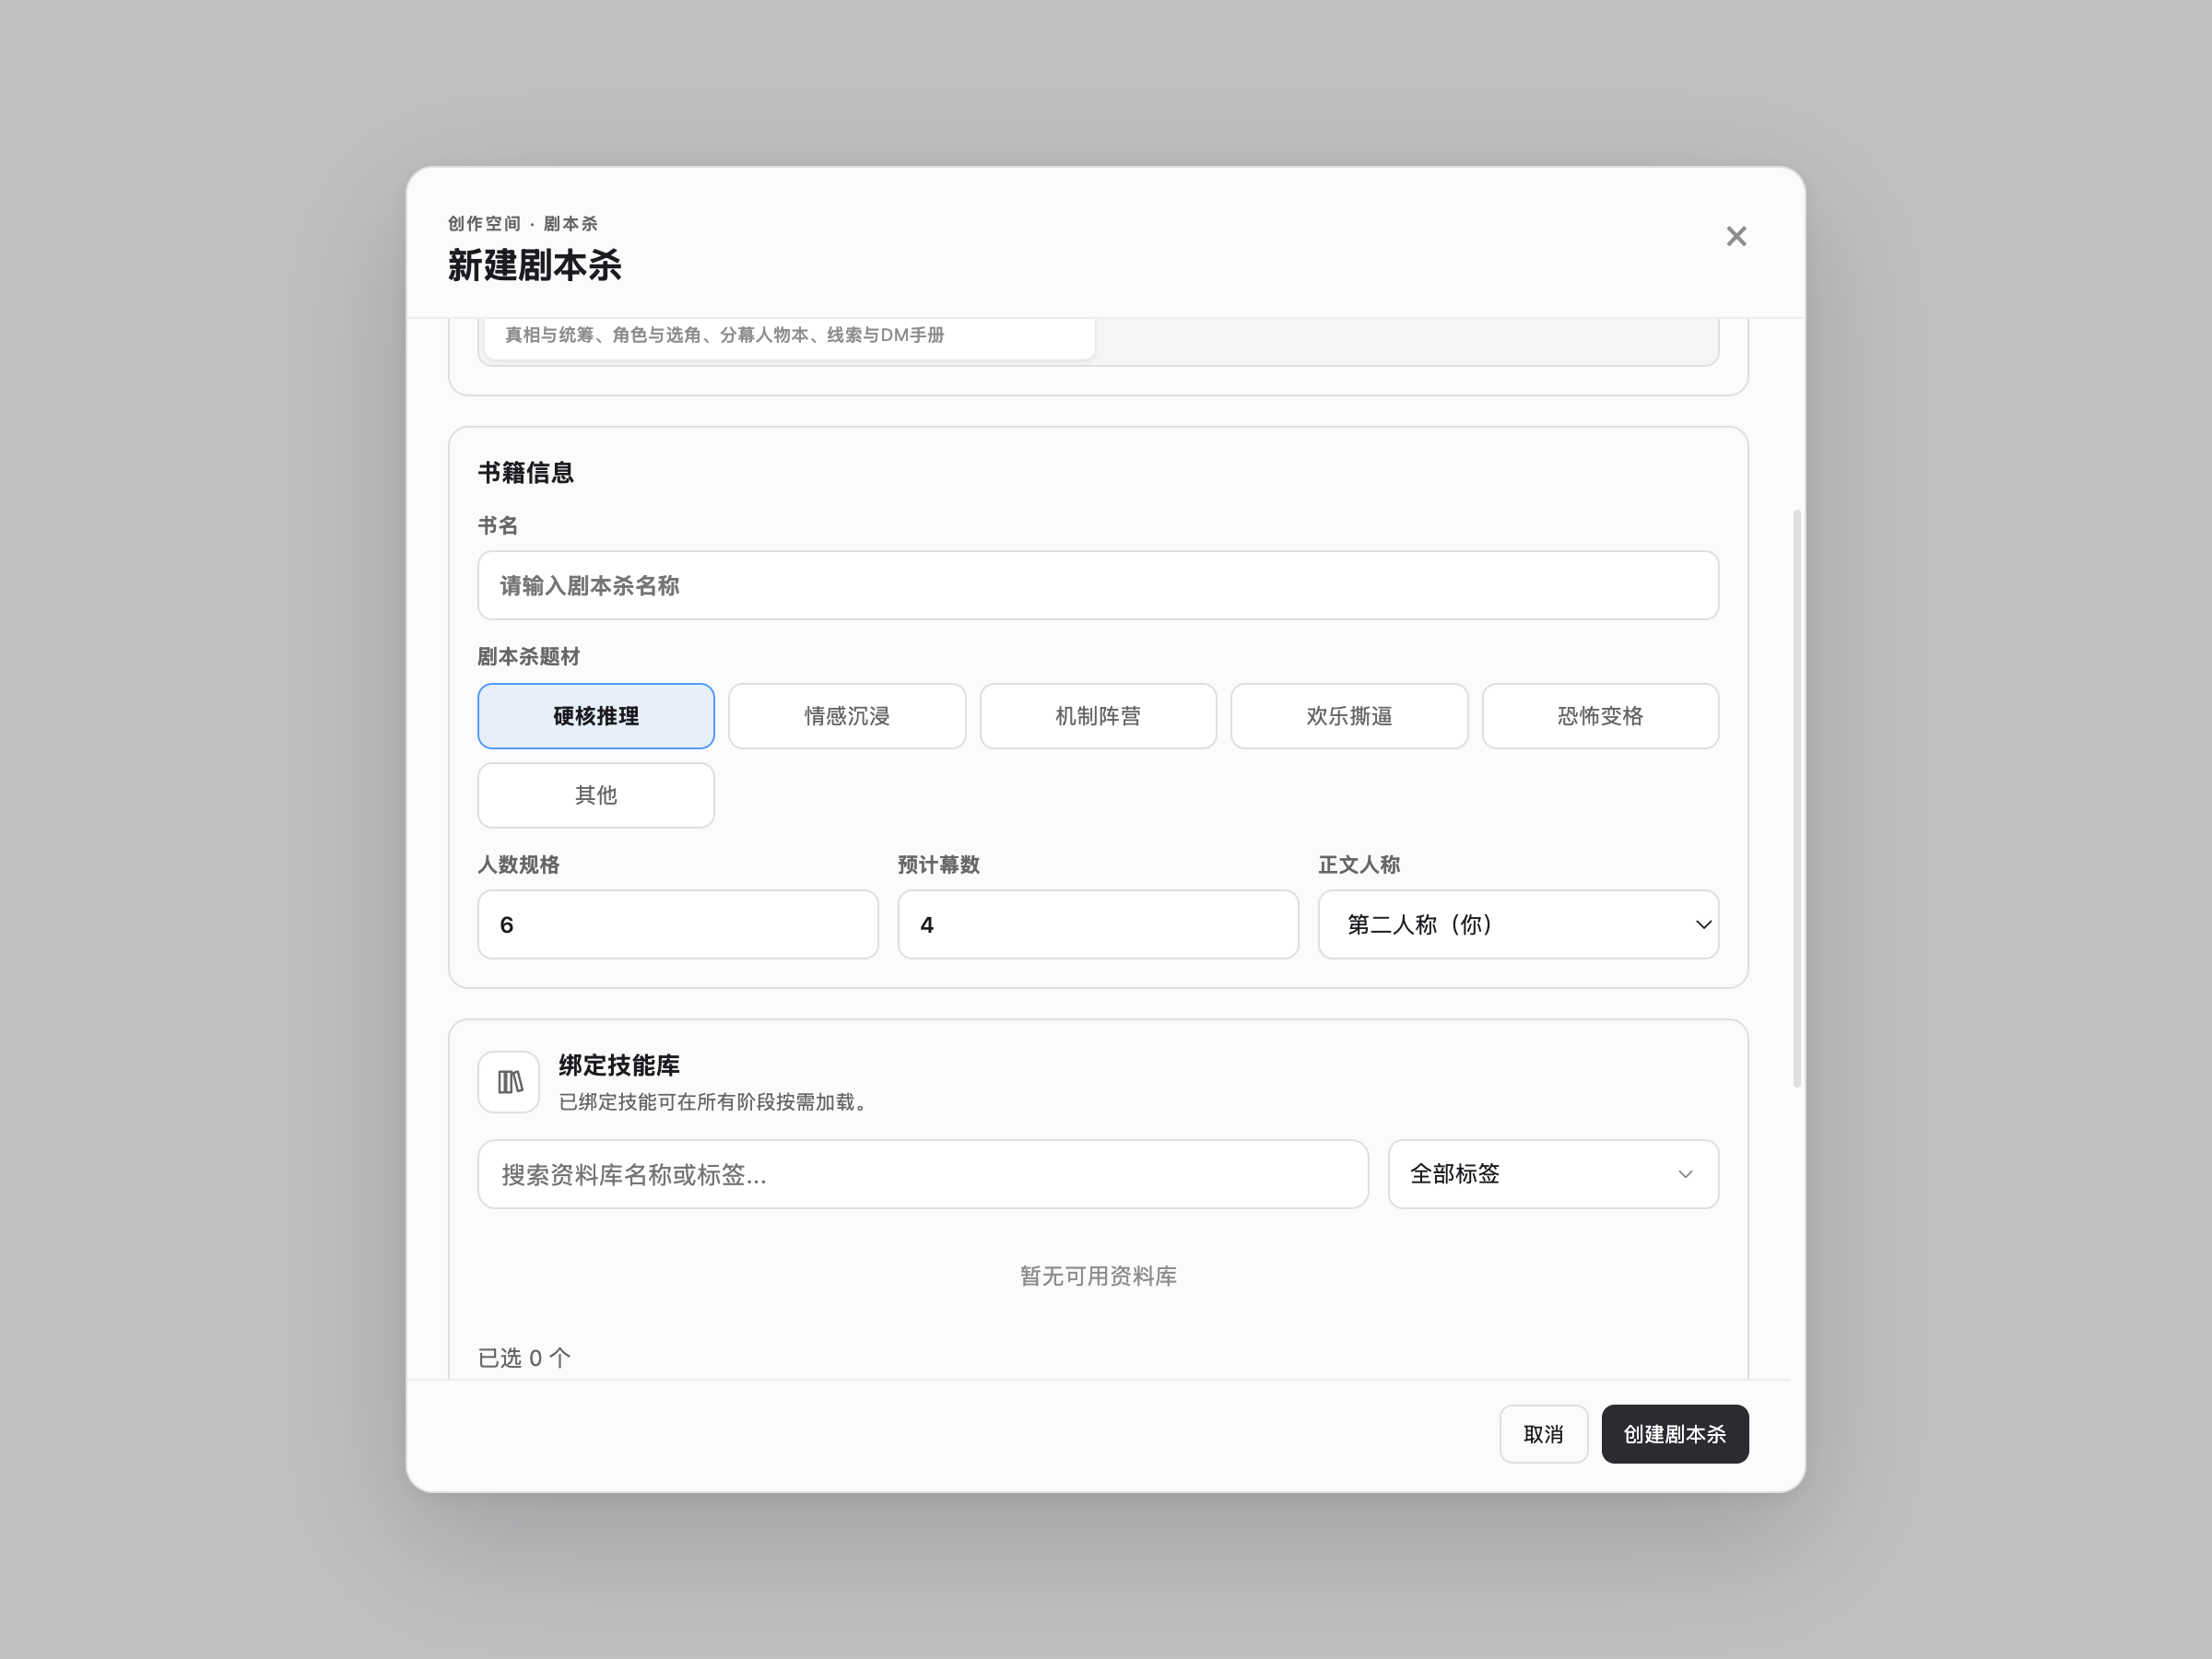 创作空间 · 剧本杀
新建剧本杀
真相与统筹、角色与选角、分幕人物本、线索与DM手册
书籍信息
书名
请输入剧本杀名称
剧本杀题材
硬核推理 情感沉浸 机制阵营 欢乐撕逼 恐怖变格
其他
人数规格 预计幕数 正文人称
6 4 第二人称（你）
绑定技能库
已绑定技能可在所有阶段按需加载。
搜索资料库名称或标签... 全部标签
暂无可用资料库
已选 0 个
取消 创建剧本杀